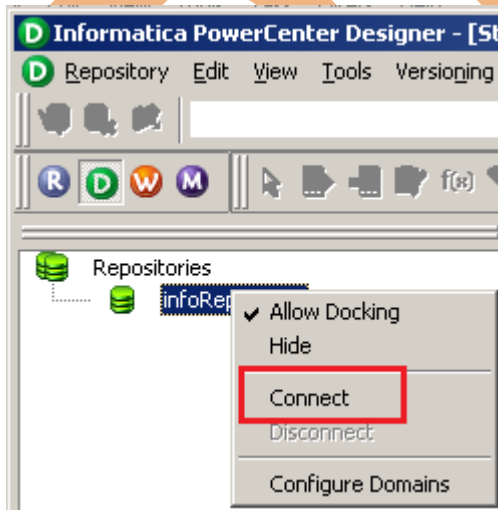 Informatica PowerCenter Designer - [St
Repository Edit View Tools Versioning
R D W M f(x)
Repositories
infoRep
Allow Docking
Hide
Connect
Disconnect
Configure Domains